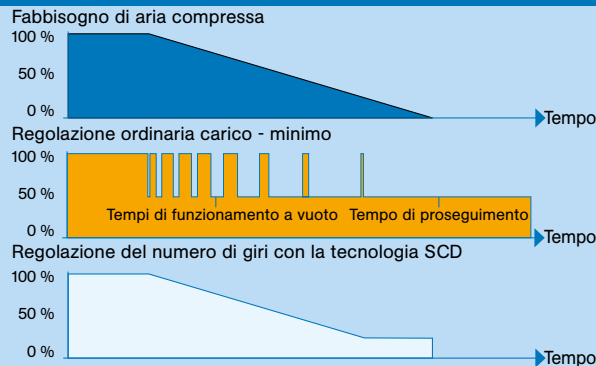 Fabbisogno di aria compressa
100 %
50 %
0 %
Tempo
Regolazione ordinaria carico - minimo
100 %
50 %
Tempi di funzionamento a vuoto Tempo di proseguimento
0 %
Tempo
Regolazione del numero di giri con la tecnologia SCD
100 %
50 %
0 %
Tempo